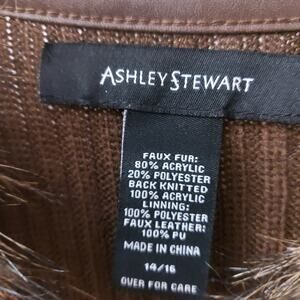 ASHLEY STEWART
FAUX FUR:
80% ACRYLIC
20% POLYESTER
BACK KNITTED
100% ACRYLIC
LINNING:
100% POLYESTER
FAUX LEATHER:
100% PU
MADE IN CHINA
14/16
OVER FOR CARE